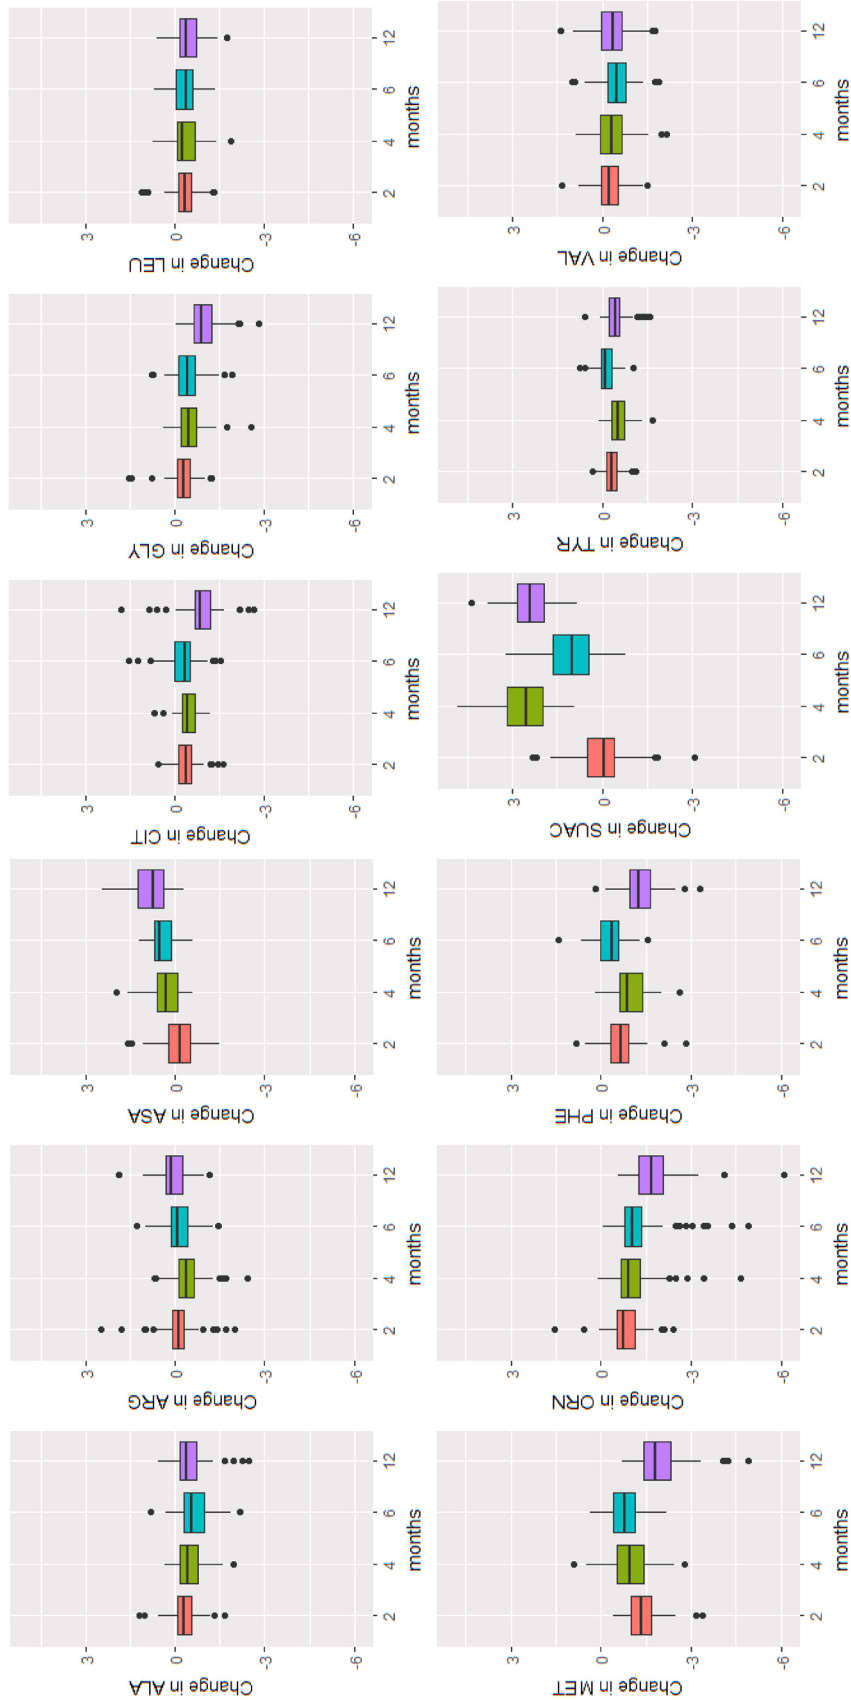 Change in ALA
3
0
-3
-6
2 4 6 12
months
Change in ARG
3
0
-3
-6
2 4 6 12
months
Change in ASA
3
0
-3
-6
2 4 6 12
months
Change in CIT
3
0
-3
-6
2 4 6 12
months
Change in GLY
3
0
-3
-6
2 4 6 12
months
Change in LEU
3
0
-3
-6
2 4 6 12
months
Change in MET
3
0
-3
-6
2 4 6 12
months
Change in ORN
3
0
-3
-6
2 4 6 12
months
Change in PHE
3
0
-3
-6
2 4 6 12
months
Change in SUAC
3
0
-3
-6
2 4 6 12
months
Change in TYR
3
0
-3
-6
2 4 6 12
months
Change in VAL
3
0
-3
-6
2 4 6 12
months